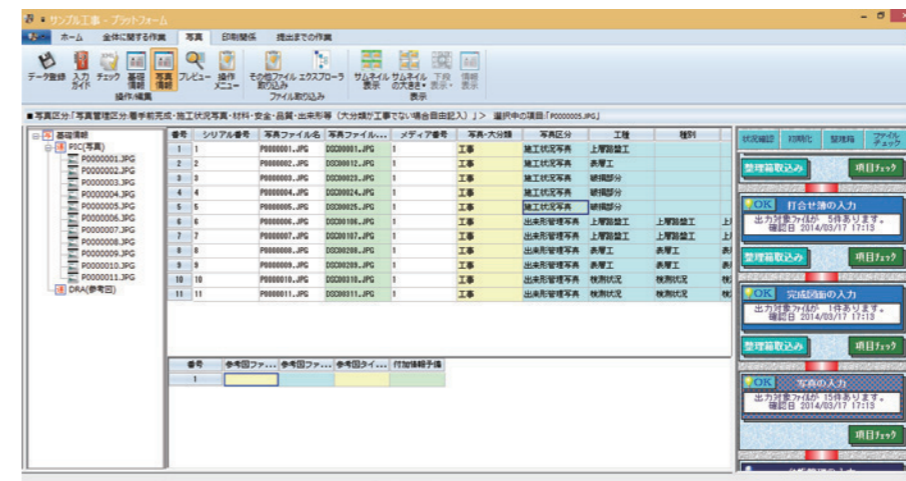 サンプル工事 - プラットフォーム
ホーム 全体に関する作業 写真 印刷関係 提出までの作業
データ登録 入力ガイド チェック 基礎情報 写真情報 プレビュー 操作メニュー その他ファイル取り込み エクスプローラ サムネイル表示 サムネイルの大きさ 下段表示 情報表示
操作/編集 ファイル取り込み 表示
■写真区分「写真管理区分:着手前完成・施工状況写真・材料・安全・品質・出来形等(大分類が工事でない場合自由記入)」> 選択中の項目:「P0000005.JPG」
基礎情報
PIC(写真)
P0000001.JPG
P0000002.JPG
P0000003.JPG
P0000004.JPG
P0000005.JPG
P0000006.JPG
P0000007.JPG
P0000008.JPG
P0000009.JPG
P0000010.JPG
P0000011.JPG
DRA(参考図)
番号 シリアル番号 写真ファイル名 写真ファイル... メディア番号 写真-大分類 写真区分 工種 種別
1 1 P0000001.JPG DSC00001.JPG 1 工事 施工状況写真 上層路盤工
2 2 P0000002.JPG DSC00012.JPG 1 工事 施工状況写真 表層工
3 3 P0000003.JPG DSC00023.JPG 1 工事 施工状況写真 破損部分
4 4 P0000004.JPG DSC00024.JPG 1 工事 施工状況写真 破損部分
5 5 P0000005.JPG DSC00025.JPG 1 工事 施工状況写真 破損部分
6 6 P0000006.JPG DSC00106.JPG 1 工事 出来形管理写真 上層路盤工 上層路盤工
7 7 P0000007.JPG DSC00107.JPG 1 工事 出来形管理写真 上層路盤工 上層路盤工
8 8 P0000008.JPG DSC00208.JPG 1 工事 出来形管理写真 表層工 表層工
9 9 P0000009.JPG DSC00209.JPG 1 工事 出来形管理写真 表層工 表層工
10 10 P0000010.JPG DSC00310.JPG 1 工事 出来形管理写真 検測状況 検測状況
11 11 P0000011.JPG DSC00311.JPG 1 工事 出来形管理写真 検測状況 検測状況
番号 参考図ファ... 参考図ファ... 参考図タイ... 付加情報予備
1
状況確認 初期化 整理箱 ファイルチェック
整理箱取込み 項目チェック
OK 打合せ簿の入力
出力対象ファイルが 5件あります。
確認日 2014/03/17 17:13
整理箱取込み 項目チェック
OK 完成図面の入力
出力対象ファイルが 1件あります。
確認日 2014/03/17 17:13
整理箱取込み 項目チェック
OK 写真の入力
出力対象ファイルが 15件あります。
確認日 2014/03/17 17:13
項目チェック